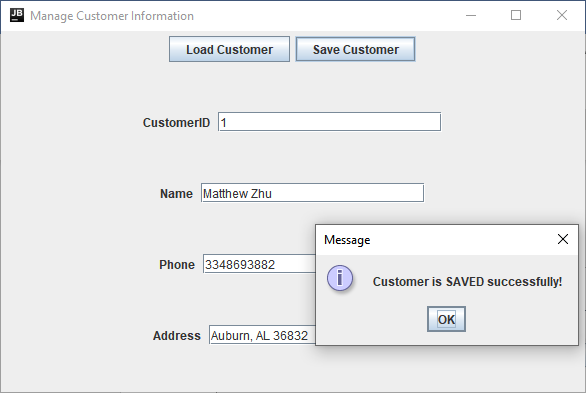 JB
Manage Customer Information
Load Customer
Save Customer
CustomerID
1
Name
Matthew Zhu
Phone
3348693882
Address
Auburn, AL 36832
Message
i
Customer is SAVED successfully!
OK